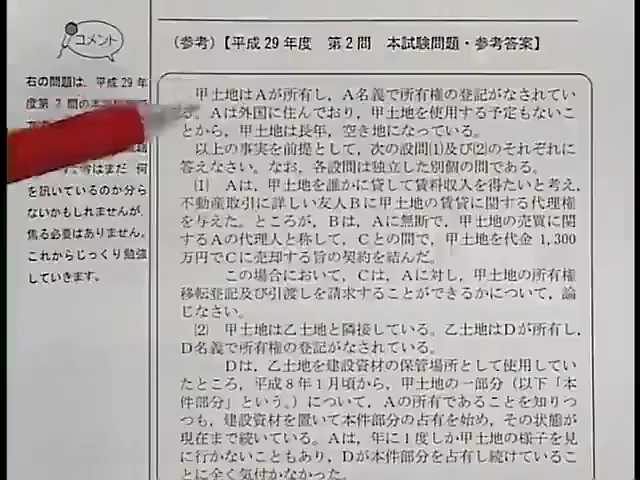 コメント
右の問題は、平成29年
度第2問の本試験問
を訊いているのか分ら
ないかもしれませんが、
焦る必要はありません。
これからじっくり勉強
していきます。
(参考)【平成29年度 第2問 本試験問題・参考答案】
甲土地はAが所有し，A名義で所有権の登記がなされてい
る。Aは外国に住んでおり，甲土地を使用する予定もないこ
とから，甲土地は長年，空き地になっている。
以上の事実を前提として，次の設問(1)及び(2)のそれぞれに
答えなさい。なお，各設問は独立した別個の問である。
(1) Aは，甲土地を誰かに貸して賃料収入を得たいと考え，
不動産取引に詳しい友人Bに甲土地の賃貸に関する代理権
を与えた。ところが，Bは，Aに無断で，甲土地の売買に関
するAの代理人と称して，Cとの間で，甲土地を代金 1,300
万円でCに売却する旨の契約を結んだ。
この場合において，Cは，Aに対し，甲土地の所有権
移転登記及び引渡しを請求することができるかについて，論
じなさい。
(2) 甲土地は乙土地と隣接している。乙土地はDが所有し，
D名義で所有権の登記がなされている。
Dは，乙土地を建設資材の保管場所として使用してい
たところ，平成8年1月頃から，甲土地の一部分（以下「本
件部分」という。）について，Aの所有であることを知りつ
つも，建設資材を置いて本件部分の占有を始め，その状態が
現在まで続いている。Aは，年に1度しか甲土地の様子を見
に行かないこともあり，Dが本件部分を占有し続けているこ
とに全く気付かなかった。